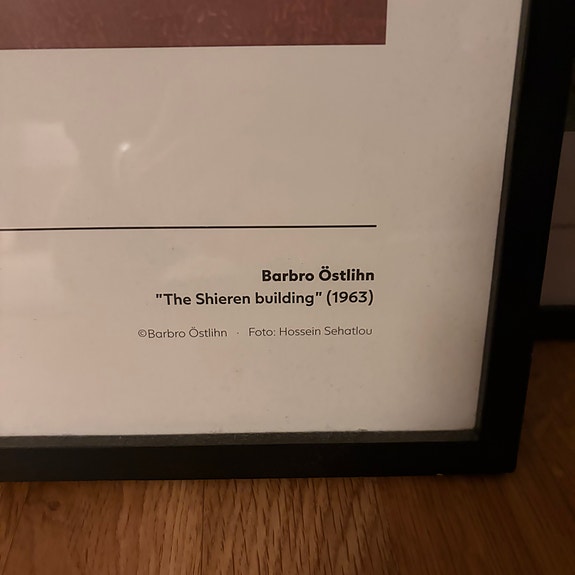 Barbro Östlihn
"The Shieren building" (1963)
©Barbro Östlihn · Foto: Hossein Sehatlou